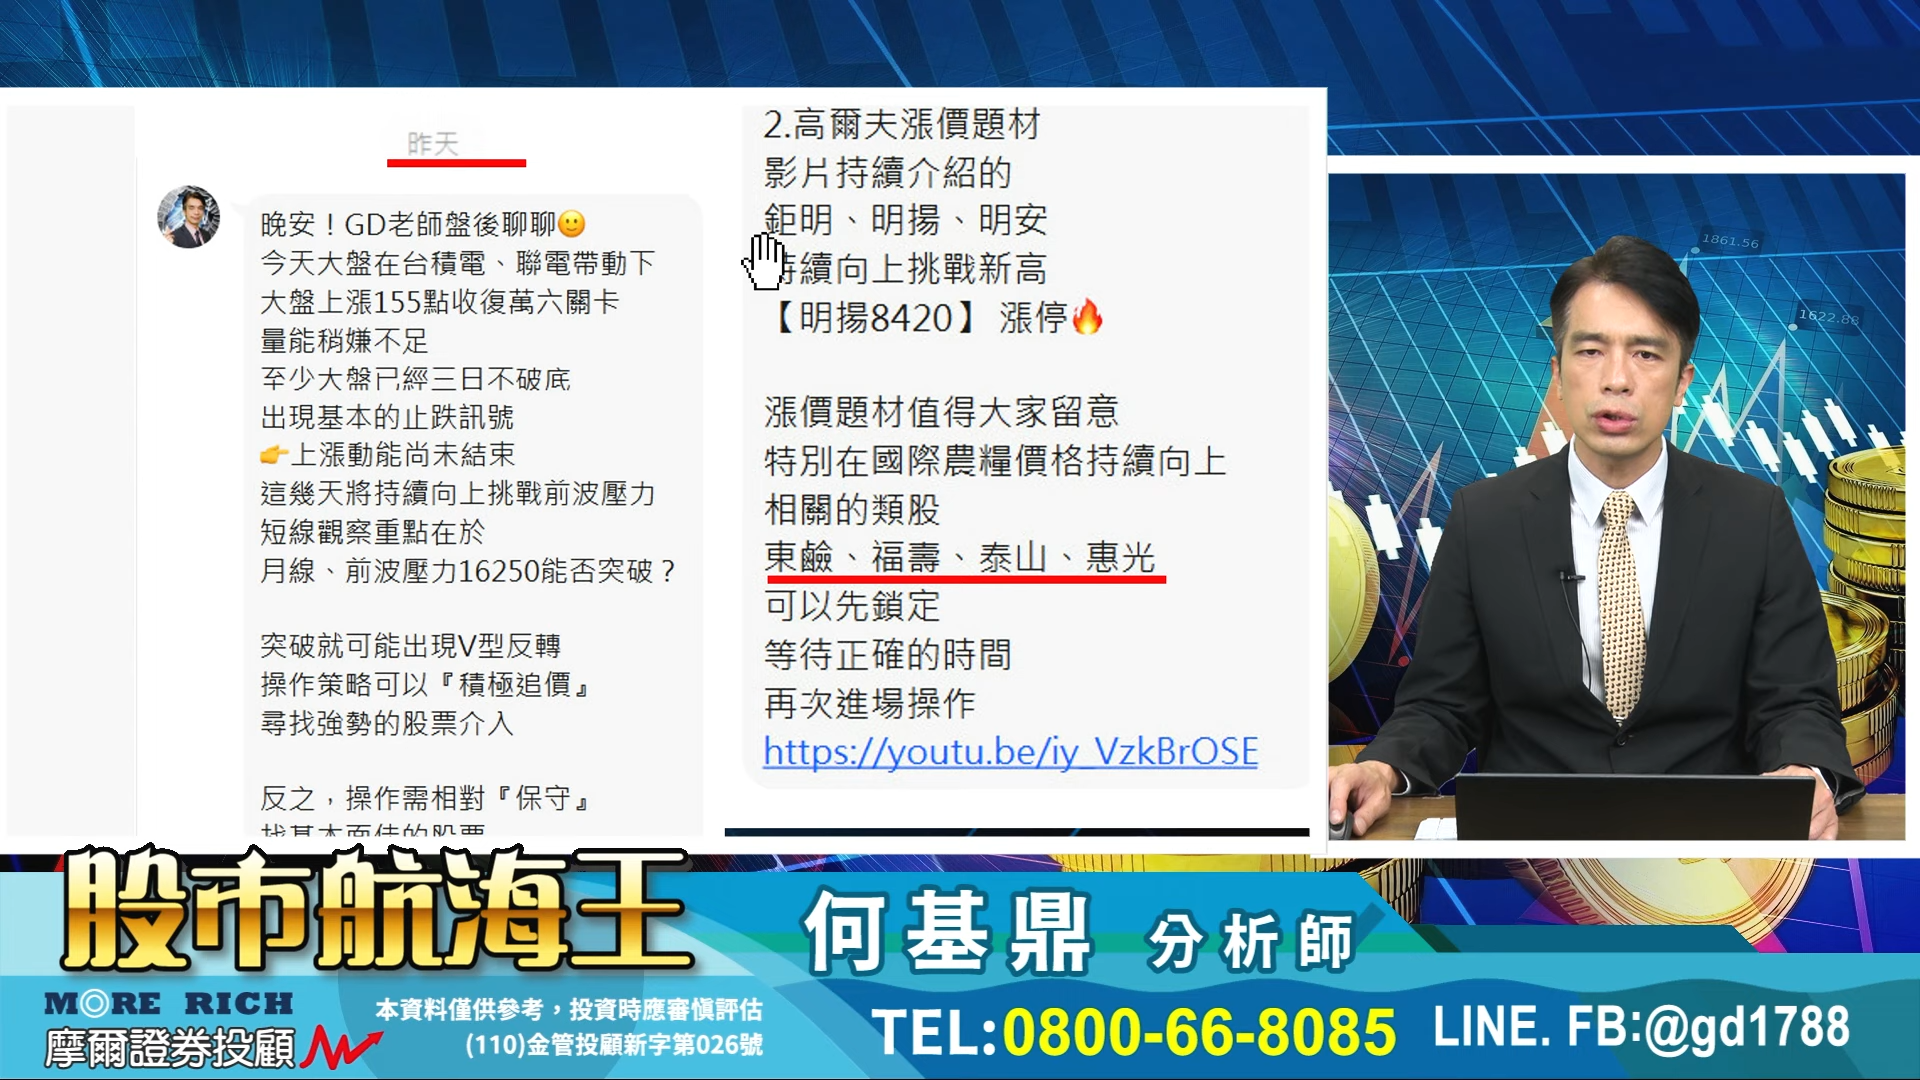 昨天
晚安！GD老師盤後聊聊
今天大盤在台積電、聯電帶動下
大盤上漲155點收復萬六關卡
量能稍嫌不足
至少大盤已經三日不破底
出現基本的止跌訊號
上漲動能尚未結束
這幾天將持續向上挑戰前波壓力
短線觀察重點在於
月線、前波壓力16250能否突破？
突破就可能出現V型反轉
操作策略可以『積極追價』
尋找強勢的股票介入
反之，操作需相對『保守』
找基本面佳的股票
2.高爾夫漲價題材
影片持續介紹的
鉅明、明揚、明安
持續向上挑戰新高
【明揚8420】 漲停
漲價題材值得大家留意
特別在國際農糧價格持續向上
相關的類股
東鹼、福壽、泰山、惠光
可以先鎖定
等待正確的時間
再次進場操作
https://youtu.be/iy_VzkBrOSE
1861.56
1622.88
股市航海王
何基鼎 分析師
MORE RICH
摩爾證券投顧
本資料僅供參考，投資時應審慎評估
(110)金管投顧新字第026號
TEL:0800-66-8085
LINE. FB:@gd1788